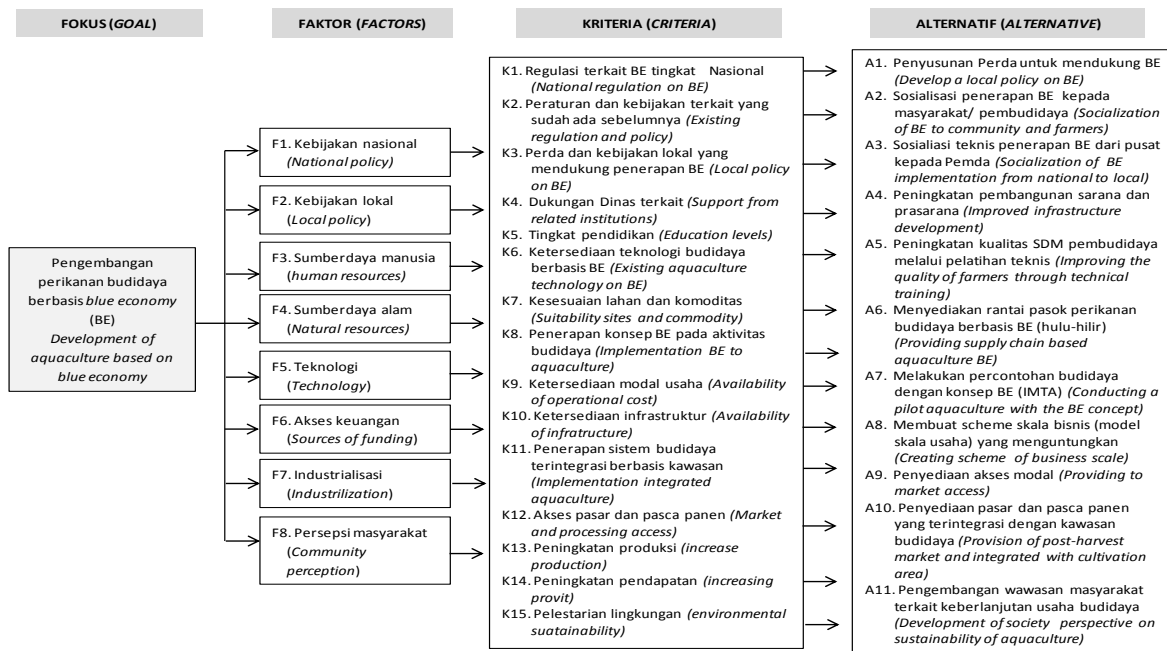 FOKUS (GOAL)
FAKTOR (FACTORS)
KRITERIA (CRITERIA)
ALTERNATIF (ALTERNATIVE)
Pengembangan
perikanan budidaya
berbasis blue economy
(BE)
Development of
aquaculture based on
blue economy
F1. Kebijakan nasional
(National policy)
F2. Kebijakan lokal
(Local policy)
F3. Sumberdaya manusia
(human resources)
F4. Sumberdaya alam
(Natural resources)
F5. Teknologi
(Technology)
F6. Akses keuangan
(Sources of funding)
F7. Industrialisasi
(Industrilization)
F8. Persepsi masyarakat
(Community
perception)
K1. Regulasi terkait BE tingkat Nasional
(National regulation on BE)
K2. Peraturan dan kebijakan terkait yang
sudah ada sebelumnya (Existing
regulation and policy)
K3. Perda dan kebijakan lokal yang
mendukung penerapan BE (Local policy
on BE)
K4. Dukungan Dinas terkait (Support from
related institutions)
K5. Tingkat pendidikan (Education levels)
K6. Ketersediaan teknologi budidaya
berbasis BE (Existing aquaculture
technology on BE)
K7. Kesesuaian lahan dan komoditas
(Suitability sites and commodity)
K8. Penerapan konsep BE pada aktivitas
budidaya (Implementation BE to
aquaculture)
K9. Ketersediaan modal usaha (Availability
of operational cost)
K10. Ketersediaan infrastruktur (Availability
of infratructure)
K11. Penerapan sistem budidaya
terintegrasi berbasis kawasan
(Implementation integrated
aquaculture)
K12. Akses pasar dan pasca panen (Market
and processing access)
K13. Peningkatan produksi (increase
production)
K14. Peningkatan pendapatan (increasing
provit)
K15. Pelestarian lingkungan (environmental
suatainability)
A1. Penyusunan Perda untuk mendukung BE
(Develop a local policy on BE)
A2. Sosialisasi penerapan BE kepada
masyarakat/ pembudidaya (Socialization
of BE to community and farmers)
A3. Sosialiasi teknis penerapan BE dari pusat
kepada Pemda (Socialization of BE
implementation from national to local)
A4. Peningkatan pembangunan sarana dan
prasarana (Improved infrastructure
development)
A5. Peningkatan kualitas SDM pembudidaya
melalui pelatihan teknis (Improving the
quality of farmers through technical
training)
A6. Menyediakan rantai pasok perikanan
budidaya berbasis BE (hulu-hilir)
(Providing supply chain based
aquaculture BE)
A7. Melakukan percontohan budidaya
dengan konsep BE (IMTA) (Conducting a
pilot aquaculture with the BE concept)
A8. Membuat scheme skala bisnis (model
skala usaha) yang menguntungkan
(Creating scheme of business scale)
A9. Penyediaan akses modal (Providing to
market access)
A10. Penyediaan pasar dan pasca panen
yang terintegrasi dengan kawasan
budidaya (Provision of post-harvest
market and integrated with cultivation
area)
A11. Pengembangan wawasan masyarakat
terkait keberlanjutan usaha budidaya
(Development of society perspective on
sustainability of aquaculture)